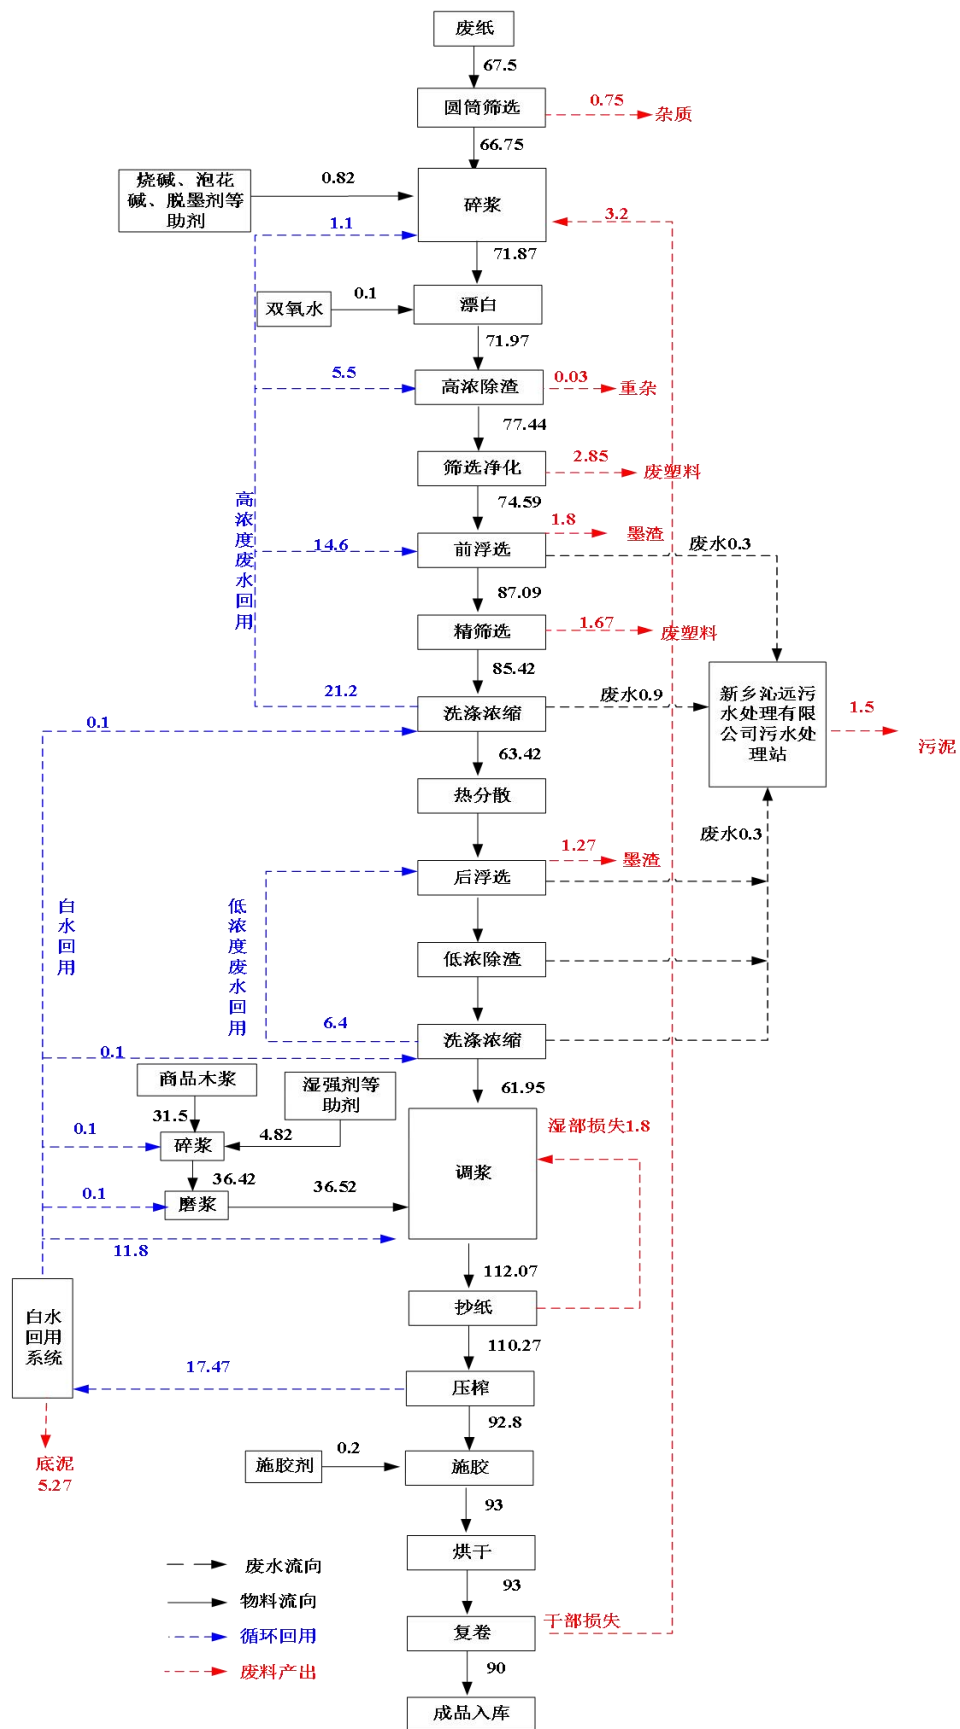 废纸
67.5
圆筒筛选
0.75
杂质
66.75
烧碱、泡花
碱、脱墨剂等
助剂
0.82
碎浆
3.2
1.1
71.87
双氧水
0.1
漂白
71.97
5.5
高浓除渣
0.03
重杂
77.44
筛选净化
2.85
废塑料
74.59
高浓度废水回用
14.6
前浮选
1.8
墨渣
废水0.3
87.09
精筛选
1.67
废塑料
85.42
21.2
洗涤浓缩
废水0.9
新乡沁远污
水处理有限
公司污水处
理站
1.5
污泥
0.1
63.42
热分散
废水0.3
后浮选
1.27
墨渣
白水回用
低浓度废水回用
低浓除渣
6.4
洗涤浓缩
0.1
61.95
商品木浆
湿强剂等
助剂
31.5
4.82
0.1
碎浆
36.42
0.1
磨浆
36.52
调浆
湿部损失1.8
11.8
112.07
抄纸
110.27
白水
回用
系统
17.47
压榨
92.8
底泥
5.27
施胶剂
0.2
施胶
93
烘干
93
复卷
干部损失
90
成品入库
废水流向
物料流向
循环回用
废料产出